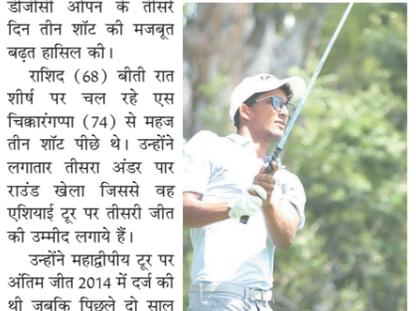 डीजीसी ओपन के तीसरे
दिन तीन शॉट की मजबूत
बढ़त हासिल की।
राशिद (68) बीती रात
शीर्ष पर चल रहे एस
चिक्कारंगप्पा (74) से महज
तीन शॉट पीछे थे। उन्होंने
लगातार तीसरा अंडर पार
राउंड खेला जिससे वह
एशियाई टूर पर तीसरी जीत
की उम्मीद लगाये हैं।
उन्होंने महाद्वीपीय टूर पर
अंतिम जीत 2014 में दर्ज की
थी जबकि पिछले दो साल